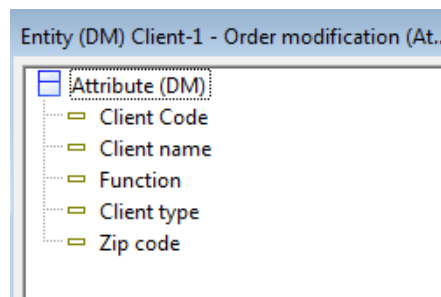 Entity (DM) Client-1 - Order modification (At..
Attribute (DM)
Client Code
Client name
Function
Client type
Zip code